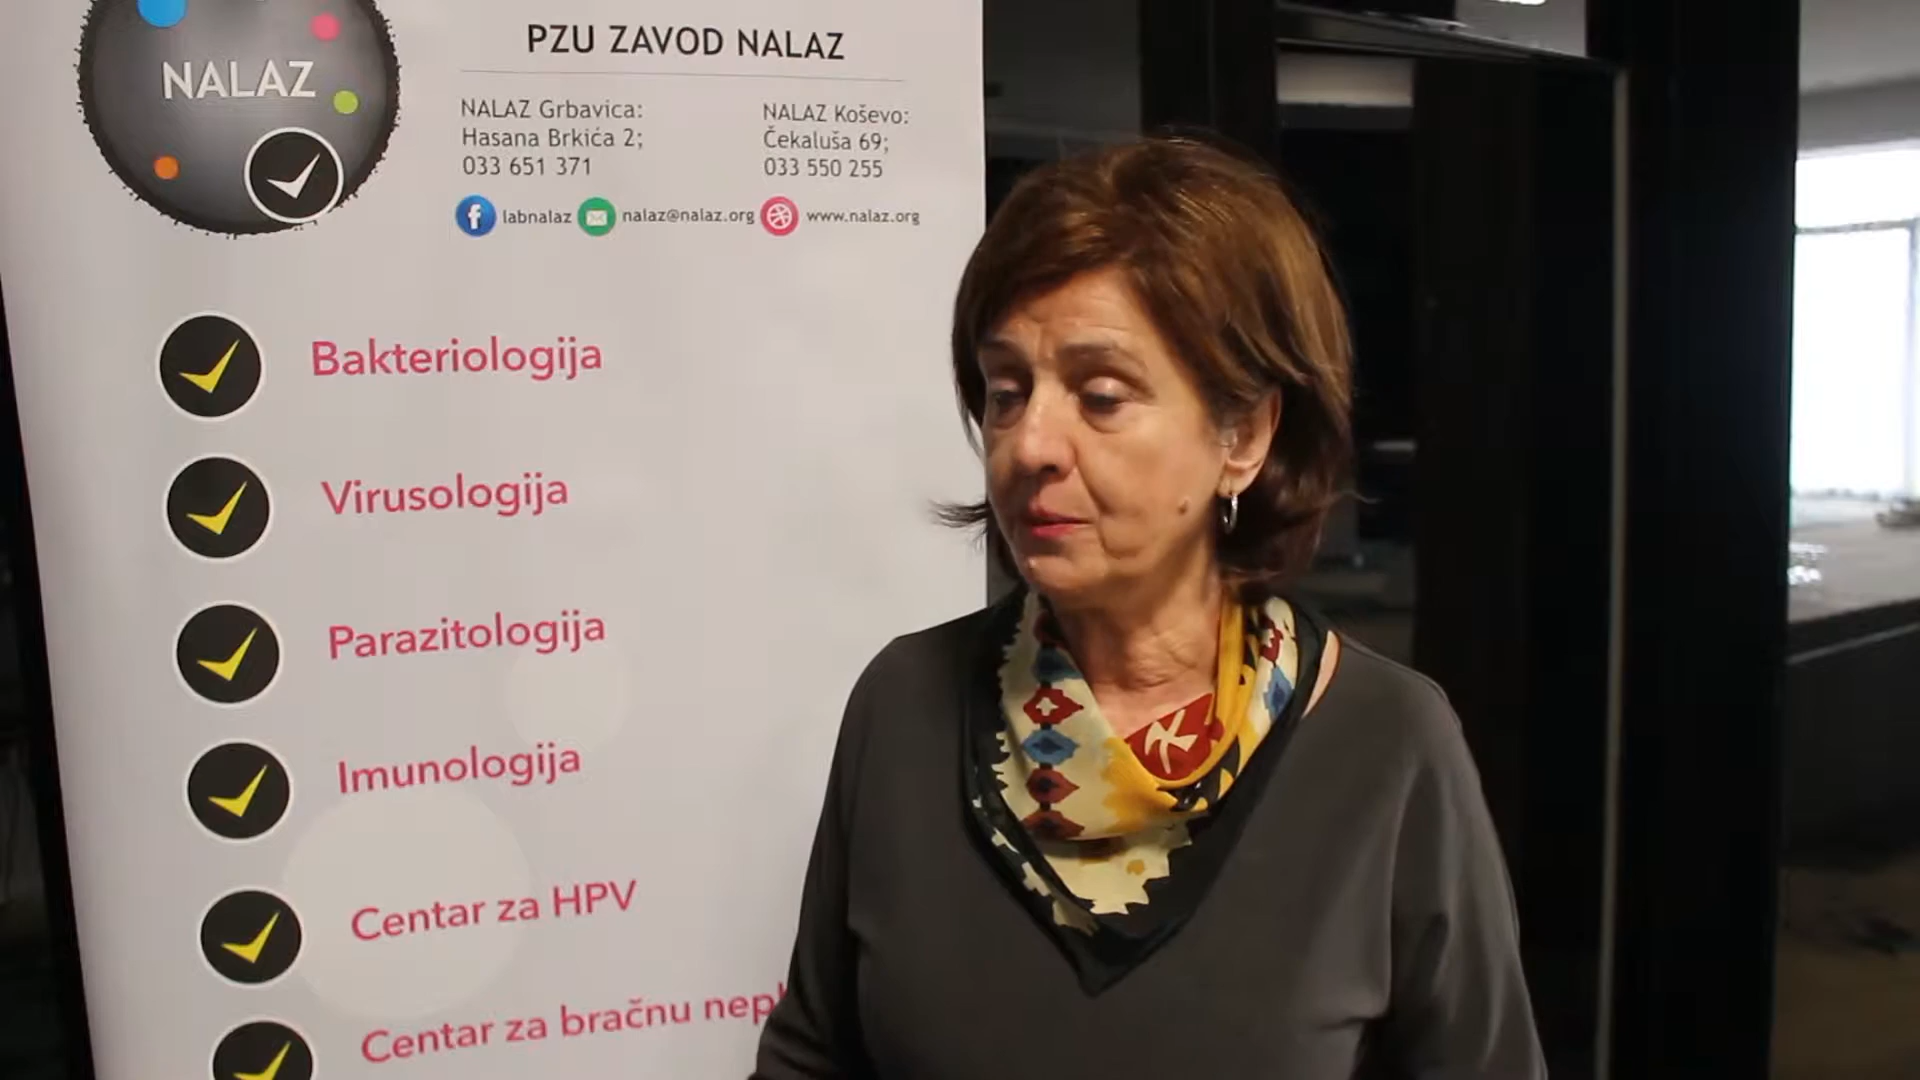 NALAZ
PZU ZAVOD NALAZ
NALAZ Grbavica:
Hasana Brkića 2;
033 651 371
NALAZ Koševo:
Čekaluša 69;
033 550 255
labnalaz
nalaz@nalaz.org
www.nalaz.org
Bakteriologija
Virusologija
Parazitologija
Imunologija
Centar za HPV
Centar za bračnu nepl